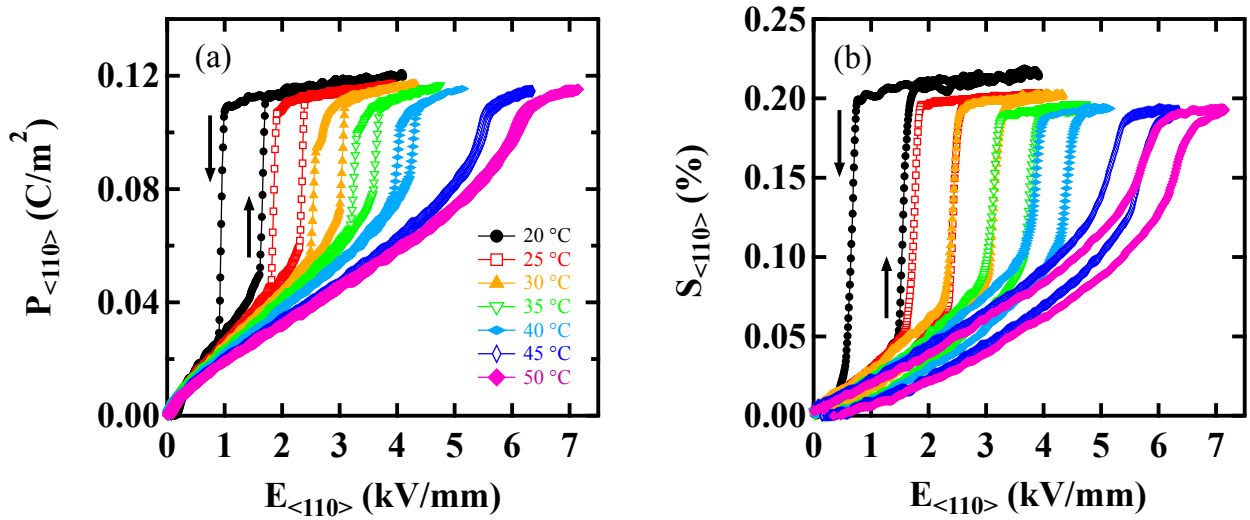 (a)
P<110> (C/m²)
0.12
0.08
0.04
0.00
0 1 2 3 4 5 6 7
E<110> (kV/mm)
20 °C
25 °C
30 °C
35 °C
40 °C
45 °C
50 °C
(b)
S<110> (%)
0.25
0.20
0.15
0.10
0.05
0.00
0 1 2 3 4 5 6 7
E<110> (kV/mm)